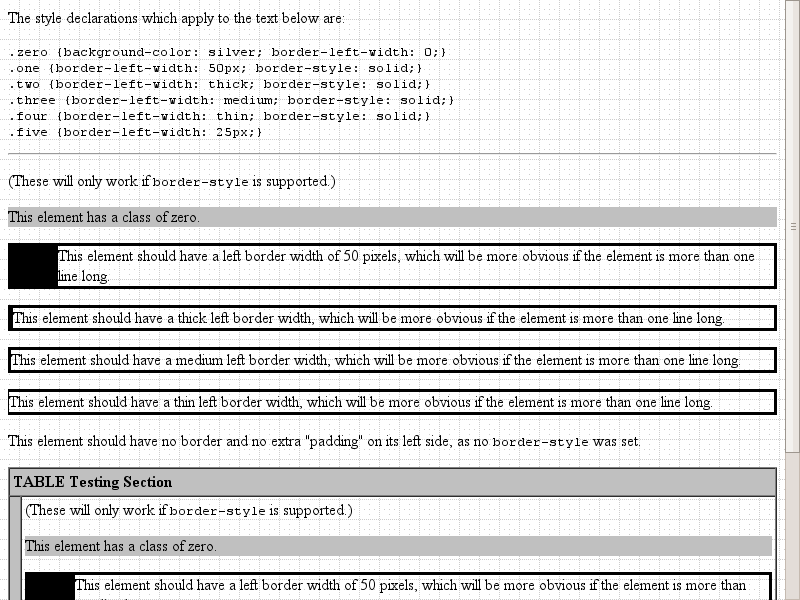 The style declarations which apply to the text below are:
.zero {background-color: silver; border-left-width: 0;}
.one {border-left-width: 50px; border-style: solid;}
.two {border-left-width: thick; border-style: solid;}
.three {border-left-width: medium; border-style: solid;}
.four {border-left-width: thin; border-style: solid;}
.five {border-left-width: 25px;}
(These will only work if border-style is supported.)
This element has a class of zero.
This element should have a left border width of 50 pixels, which will be more obvious if the element is more than one
line long.
This element should have a thick left border width, which will be more obvious if the element is more than one line long.
This element should have a medium left border width, which will be more obvious if the element is more than one line long.
This element should have a thin left border width, which will be more obvious if the element is more than one line long.
This element should have no border and no extra "padding" on its left side, as no border-style was set.
TABLE Testing Section
(These will only work if border-style is supported.)
This element has a class of zero.
This element should have a left border width of 50 pixels, which will be more obvious if the element is more than